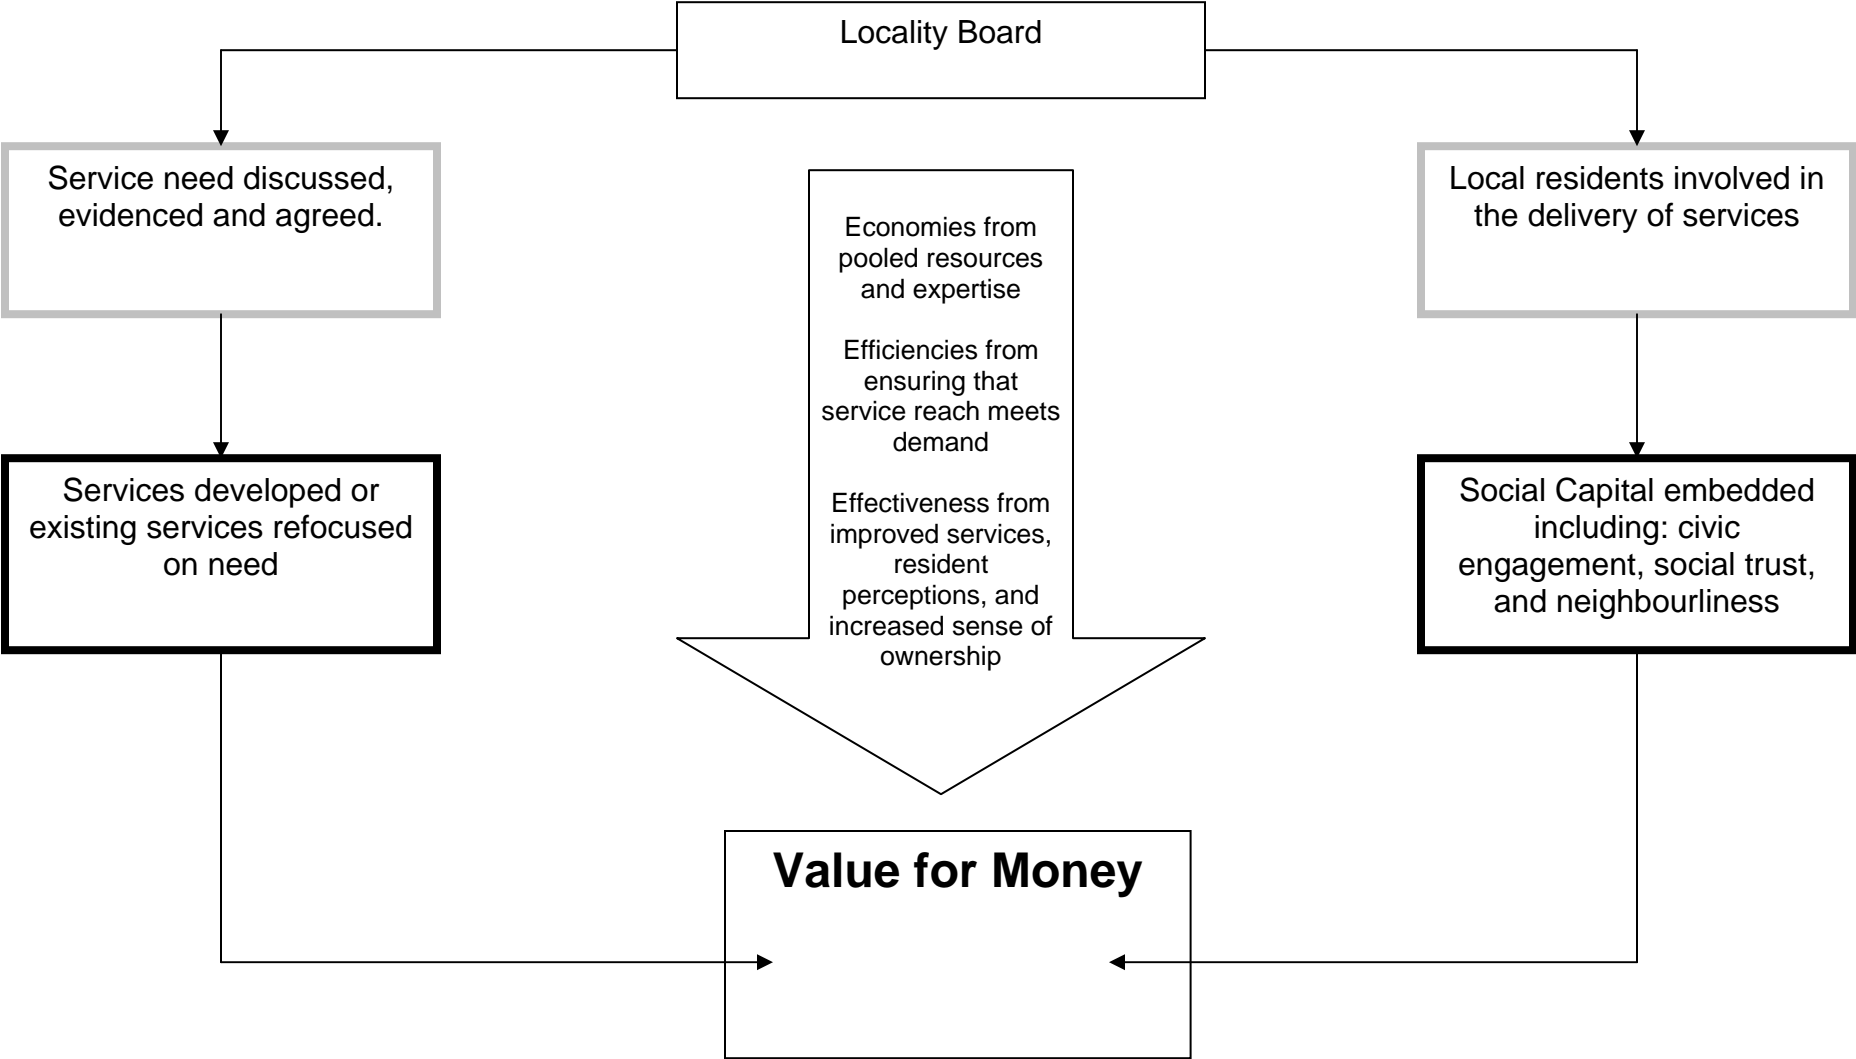 Locality Board
Service need discussed,
evidenced and agreed.
Local residents involved in
the delivery of services
Economies from
pooled resources
and expertise
Efficiencies from
ensuring that
service reach meets
demand
Effectiveness from
improved services,
resident
perceptions, and
increased sense of
ownership
Services developed or
existing services refocused
on need
Social Capital embedded
including: civic
engagement, social trust,
and neighbourliness
Value for Money